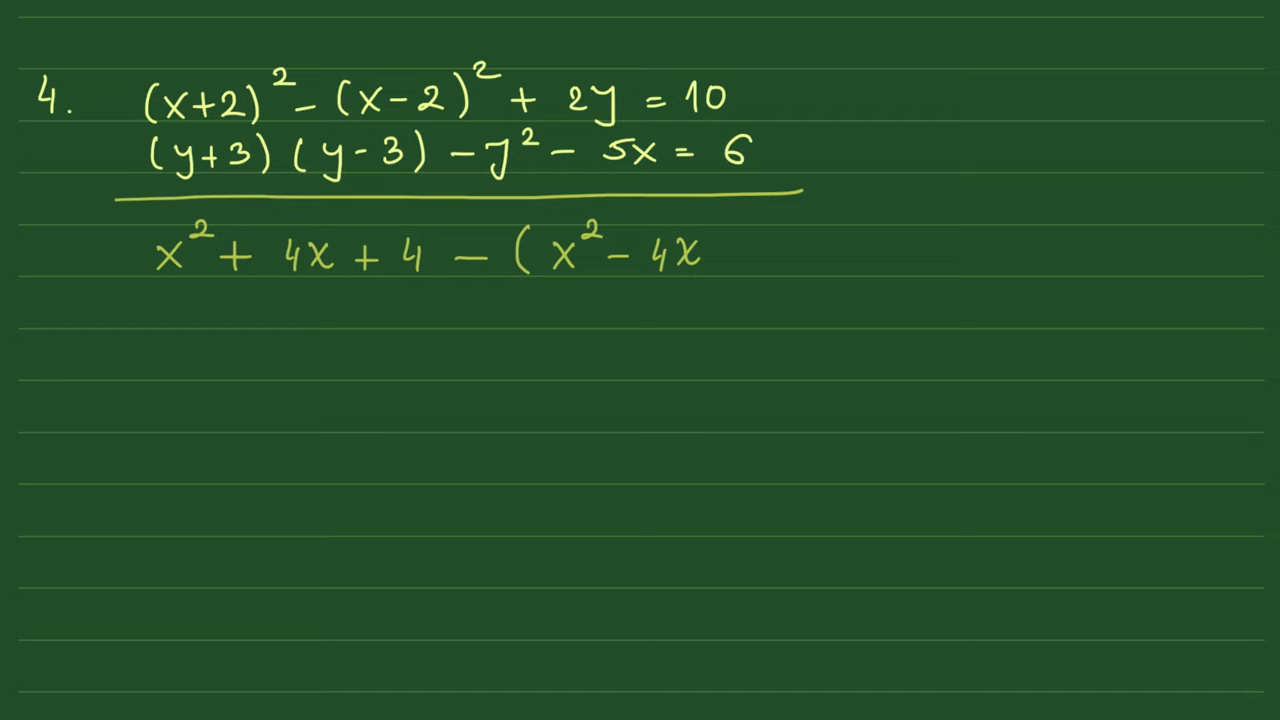 4. (x+2)² - (x-2)² + 2y = 10
(y+3)(y-3) - y² - 5x = 6
x² + 4x + 4 - (x² - 4x